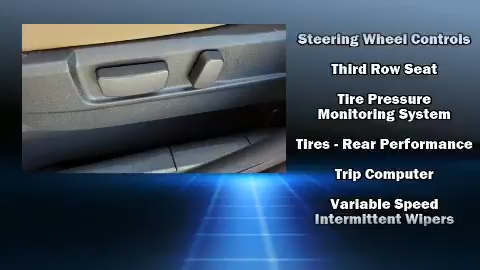 Steering Wheel Controls
Third Row Seat
Tire Pressure
Monitoring System
Tires - Rear Performance
Trip Computer
Variable Speed
Intermittent Wipers